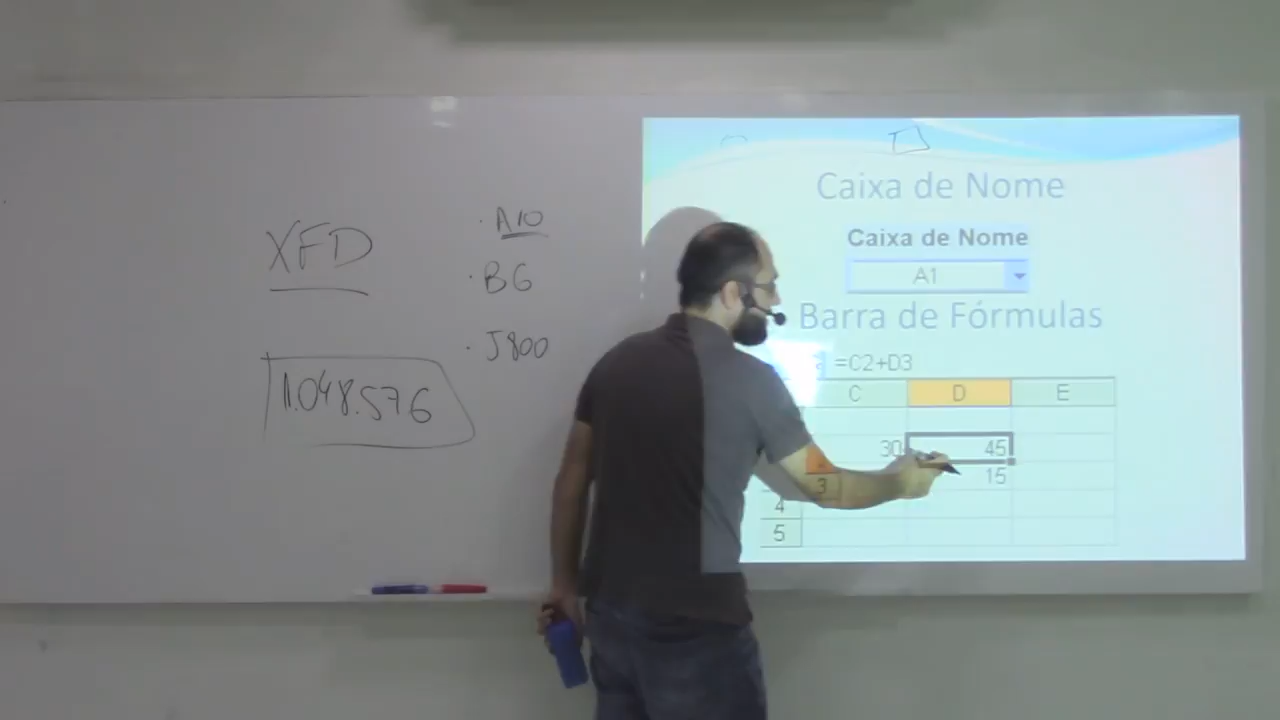 XFD
1.048.576
· A10
· B6
· J800
Caixa de Nome
Caixa de Nome
A1
Barra de Fórmulas
=C2+D3
C D E
30 45
3 15
4
5